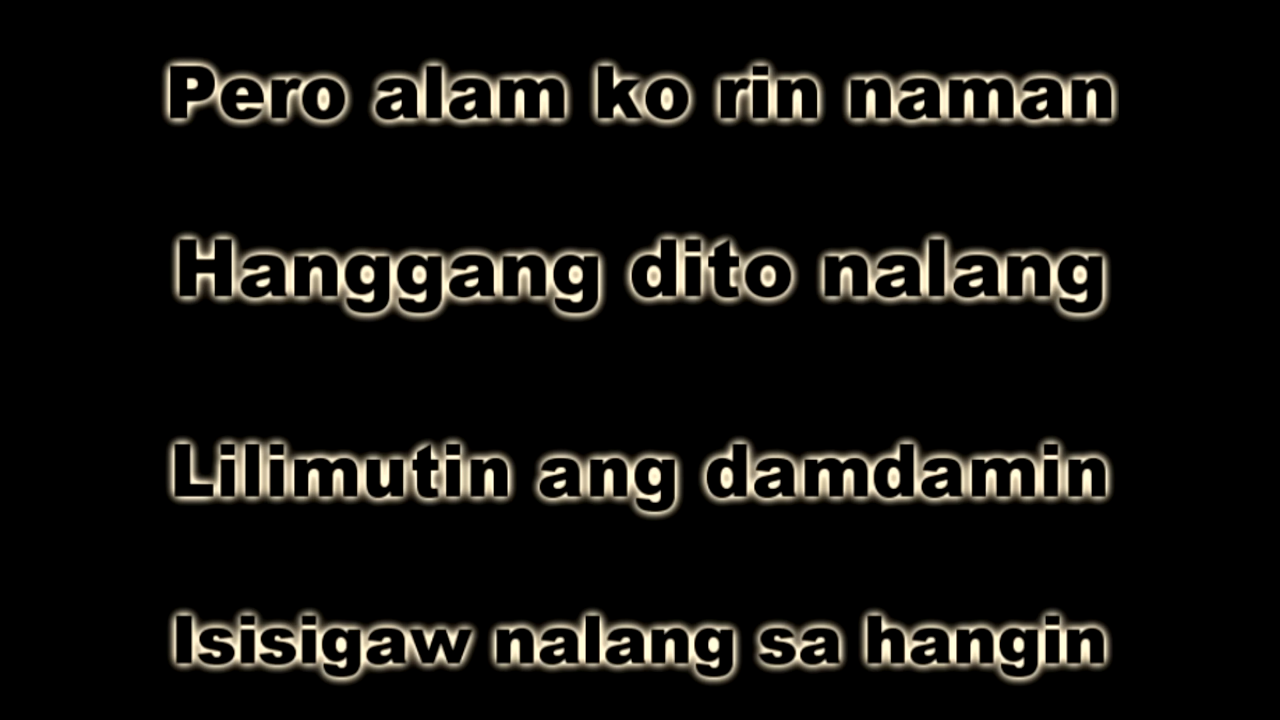 Pero alam ko rin naman
Hanggang dito nalang
Lilimutin ang damdamin
Isisigaw nalang sa hangin